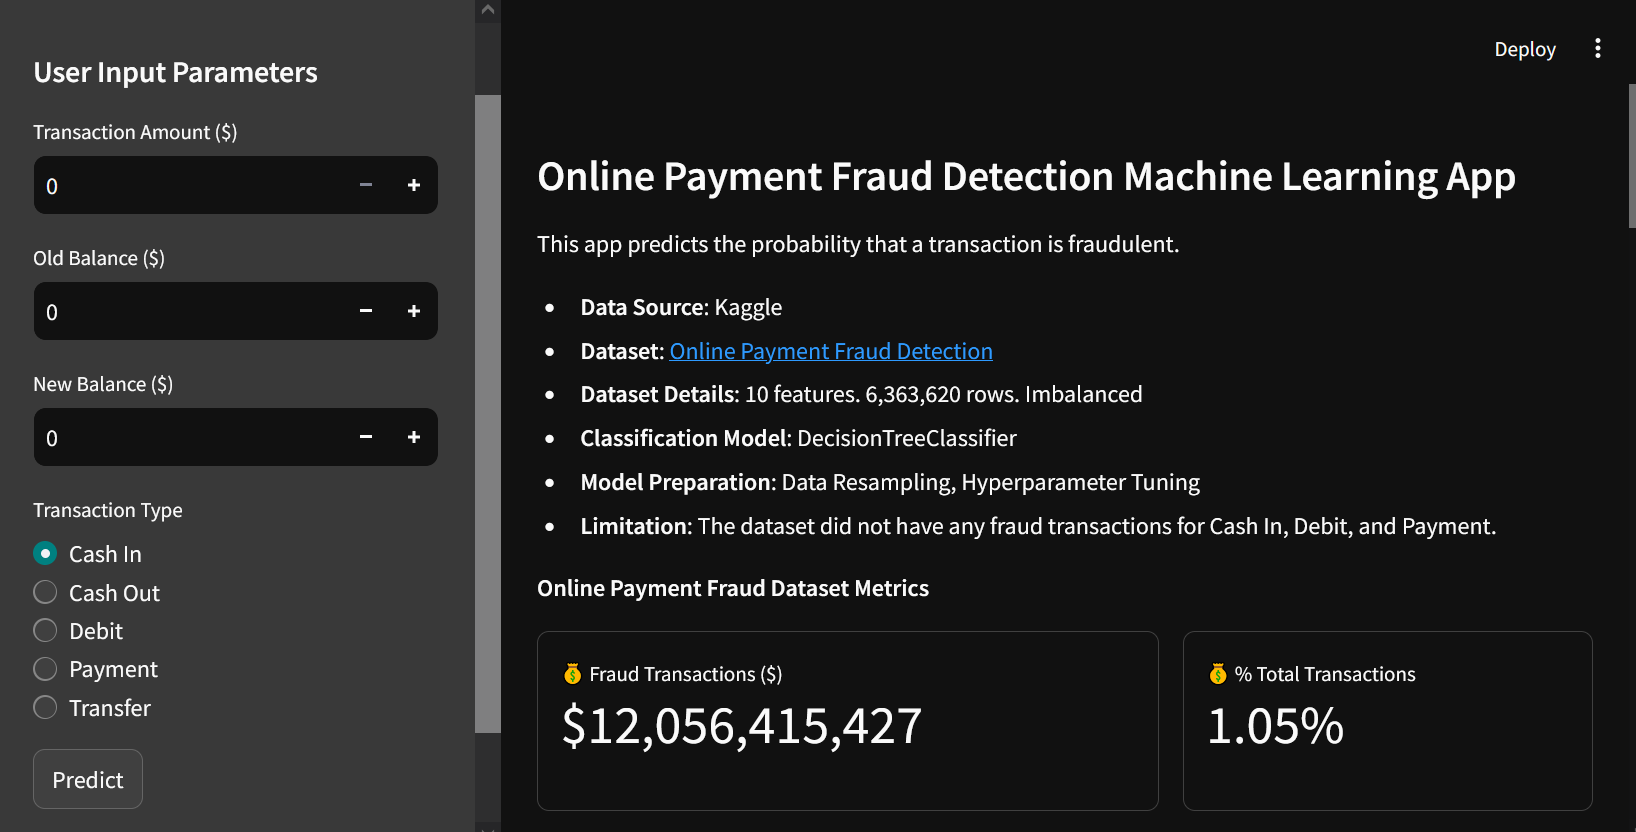 User Input Parameters
Transaction Amount ($)
0
Old Balance ($)
0
New Balance ($)
0
Transaction Type
Cash In
Cash Out
Debit
Payment
Transfer
Predict
Deploy
Online Payment Fraud Detection Machine Learning App
This app predicts the probability that a transaction is fraudulent.
Data Source: Kaggle
Dataset: Online Payment Fraud Detection
Dataset Details: 10 features. 6,363,620 rows. Imbalanced
Classification Model: DecisionTreeClassifier
Model Preparation: Data Resampling, Hyperparameter Tuning
Limitation: The dataset did not have any fraud transactions for Cash In, Debit, and Payment.
Online Payment Fraud Dataset Metrics
💰 Fraud Transactions ($)
$12,056,415,427
💰 % Total Transactions
1.05%